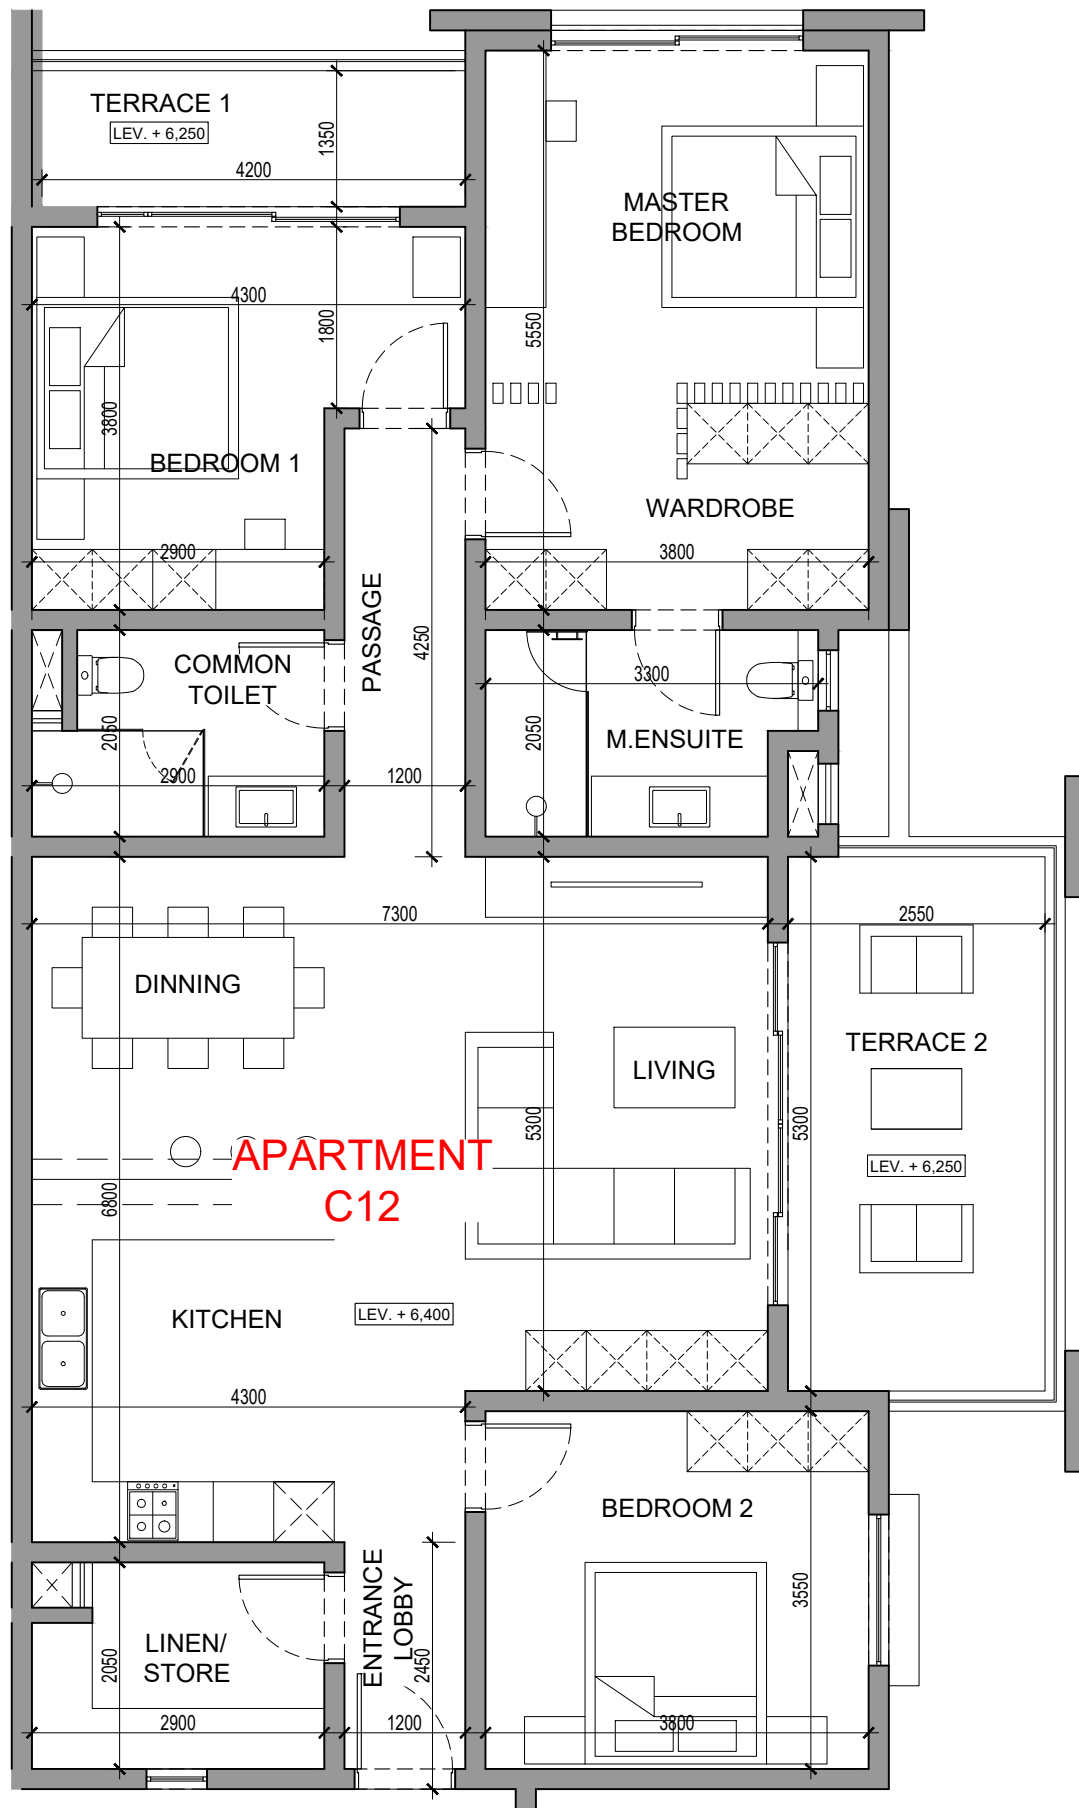 TERRACE 1
LEV. + 6,250
1350
4200
MASTER
BEDROOM
4300
1800
5550
3800
BEDROOM 1
WARDROBE
2900
3800
PASSAGE
4250
COMMON
TOILET
3300
2050
2050
M.ENSUITE
2900
1200
7300
2550
DINNING
TERRACE 2
LIVING
5300
5300
APARTMENT
C12
LEV. + 6,250
6800
KITCHEN
LEV. + 6,400
4300
BEDROOM 2
ENTRANCE
LOBBY
3550
LINEN/
STORE
2050
2450
2900
1200
3800